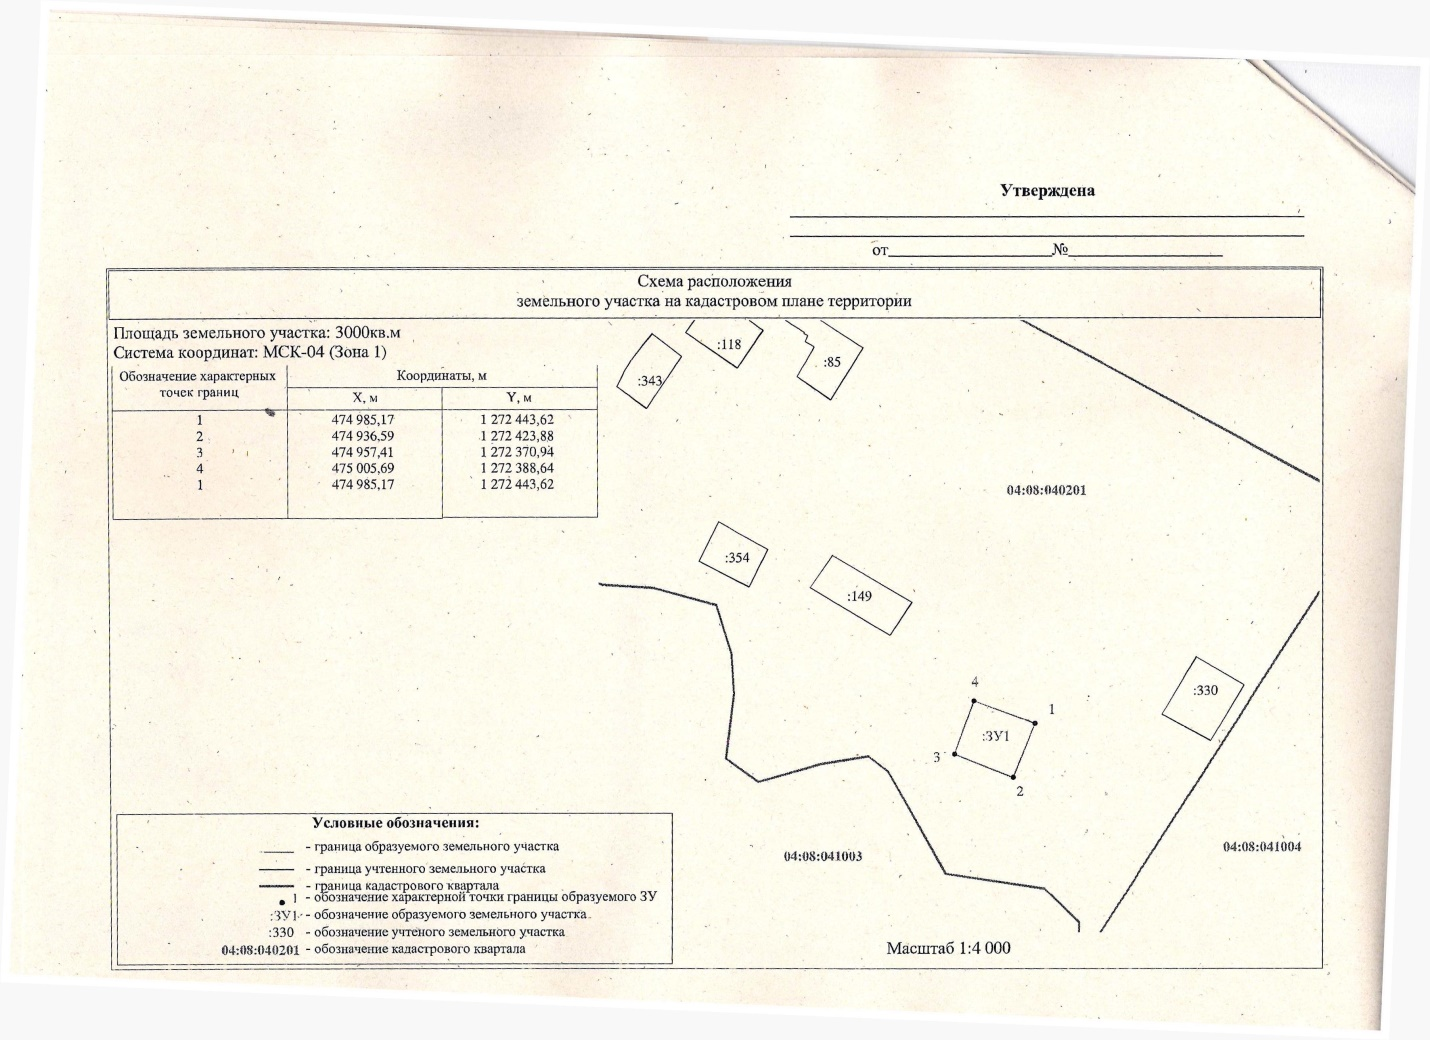 Утверждена
от №
Схема расположения
земельного участка на кадастровом плане территории
Площадь земельного участка: 3000кв.м
Система координат: МСК-04 (Зона 1)
Обозначение характерных точек границ
Координаты, м
X, м Y, м
1 474 985,17 1 272 443,62
2 474 936,59 1 272 423,88
3 474 957,41 1 272 370,94
4 475 005,69 1 272 388,64
1 474 985,17 1 272 443,62
:118
:85
:343
04:08:040201
:354
:149
:330
4
1
:ЗУ1
3
2
04:08:041003
04:08:041004
Масштаб 1:4 000
Условные обозначения:
- граница образуемого земельного участка
- граница учтенного земельного участка
- граница кадастрового квартала
1 - обозначение характерной точки границы образуемого ЗУ
:ЗУ1 - обозначение образуемого земельного участка
:330 - обозначение учтеного земельного участка
04:08:040201 - обозначение кадастрового квартала